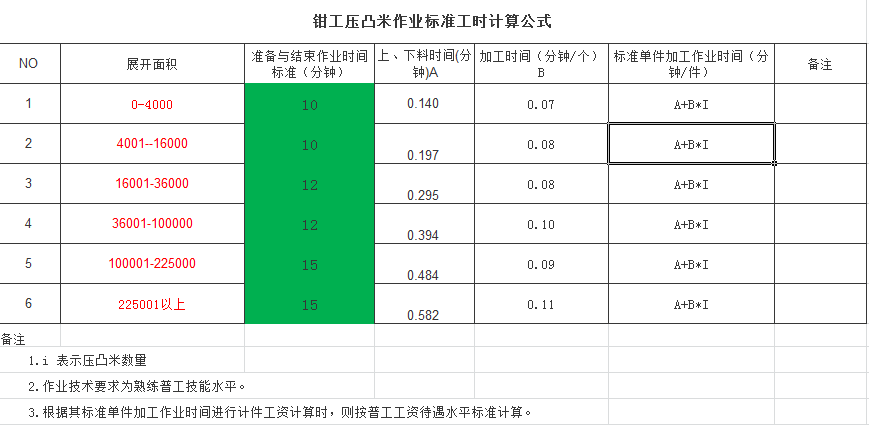 钳工压凸米作业标准工时计算公式
NO 展开面积 准备与结束作业时间标准（分钟） 上、下料时间(分钟)A 加工时间（分钟/个）B 标准单件加工作业时间（分钟/件） 备注
1 0-4000 10 0.140 0.07 A+B*I
2 4001--16000 10 0.197 0.08 A+B*I
3 16001-36000 12 0.295 0.08 A+B*I
4 36001-100000 12 0.394 0.10 A+B*I
5 100001-225000 15 0.484 0.09 A+B*I
6 225001以上 15 0.582 0.11 A+B*I
备注
1.i 表示压凸米数量
2.作业技术要求为熟练普工技能水平。
3.根据其标准单件加工作业时间进行计件工资计算时，则按普工工资待遇水平标准计算。